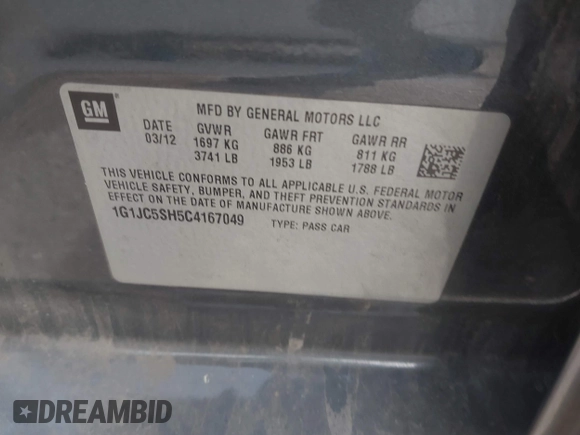 GM
MFD BY GENERAL MOTORS LLC
DATE GVWR GAWR FRT GAWR RR
03/12 1697 KG 886 KG 811 KG
3741 LB 1953 LB 1788 LB
THIS VEHICLE CONFORMS TO ALL APPLICABLE U.S. FEDERAL MOTOR
VEHICLE SAFETY, BUMPER, AND THEFT PREVENTION STANDARDS IN
EFFECT ON THE DATE OF MANUFACTURE SHOWN ABOVE.
1G1JC5SH5C4167049 TYPE: PASS CAR
DREAMBID